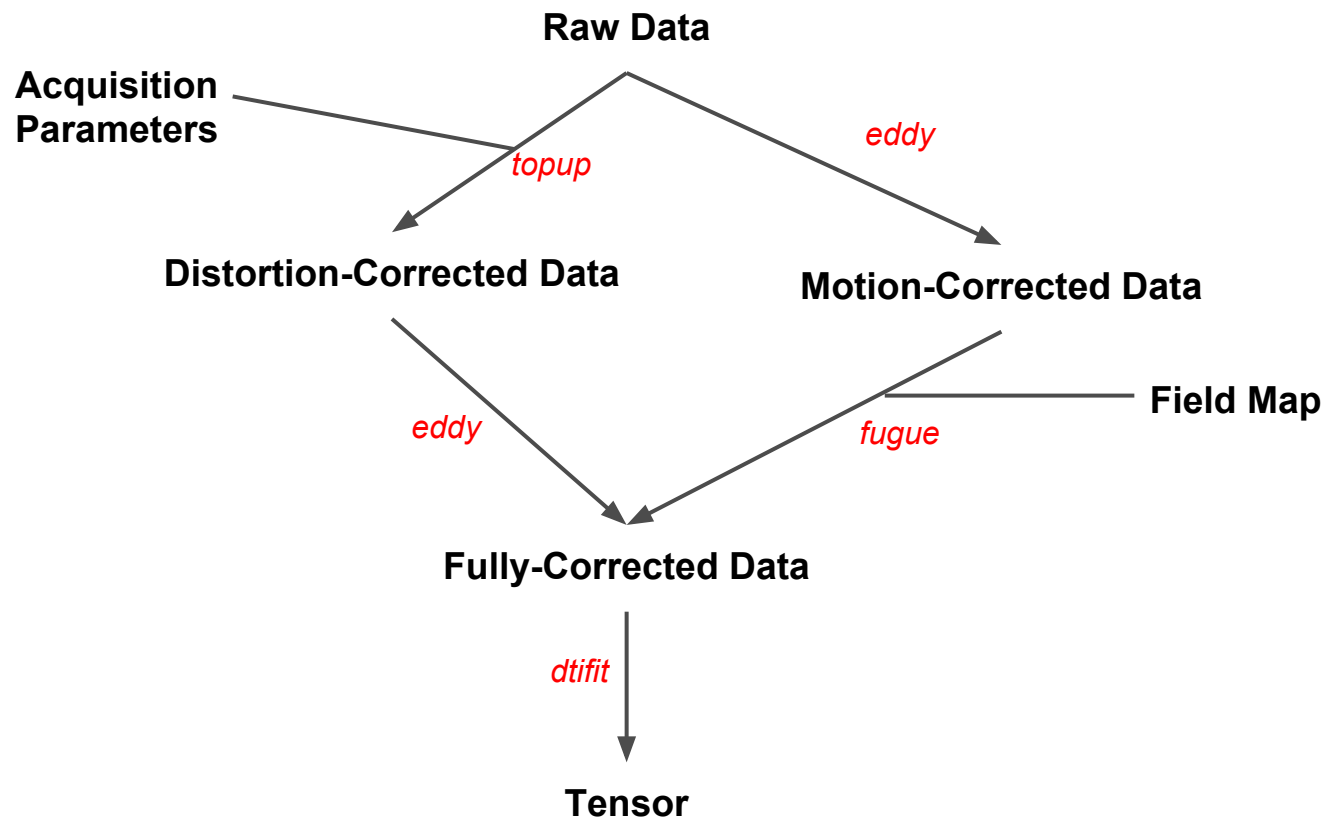 Raw Data
Acquisition
Parameters
eddy
topup
Distortion-Corrected Data
Motion-Corrected Data
Field Map
eddy
fugue
Fully-Corrected Data
dtifit
Tensor